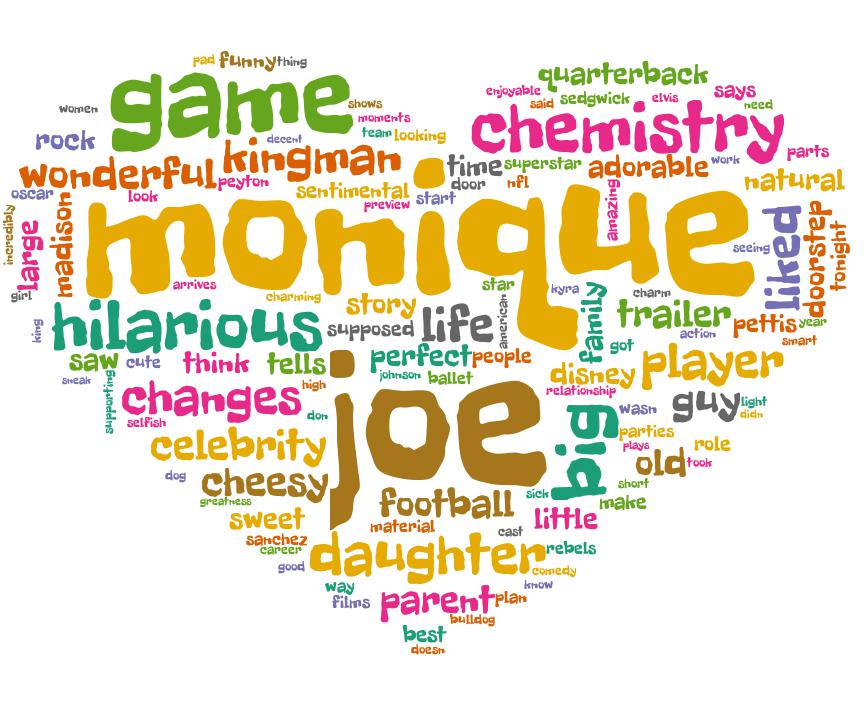 pad funny thing
game shows
quarterback
enjoyable said sedgwick elvis says need
women moments
rock decent team looking
chemistry parts
wonderful kingman time superstar adorable work
oscar look peyton sentimental door nfl natural
preview start amazing
incredibly large madison monique seeing liked doorstep tonight
girl arrives charming star kyra charm
king hilarious story supposed life american family trailer pettis year
action smart
saw cute think tells perfect people got player
sneak johnson ballet disney
supporting changes high joe relationship guy light
selfish don big wasn didn
celebrity parties plays role
dog cheesy old took
greatness football sick short make
sweet material cast little
sanchez career daughter rebels
good comedy
way films parent plan know
bulldog
best
doesn